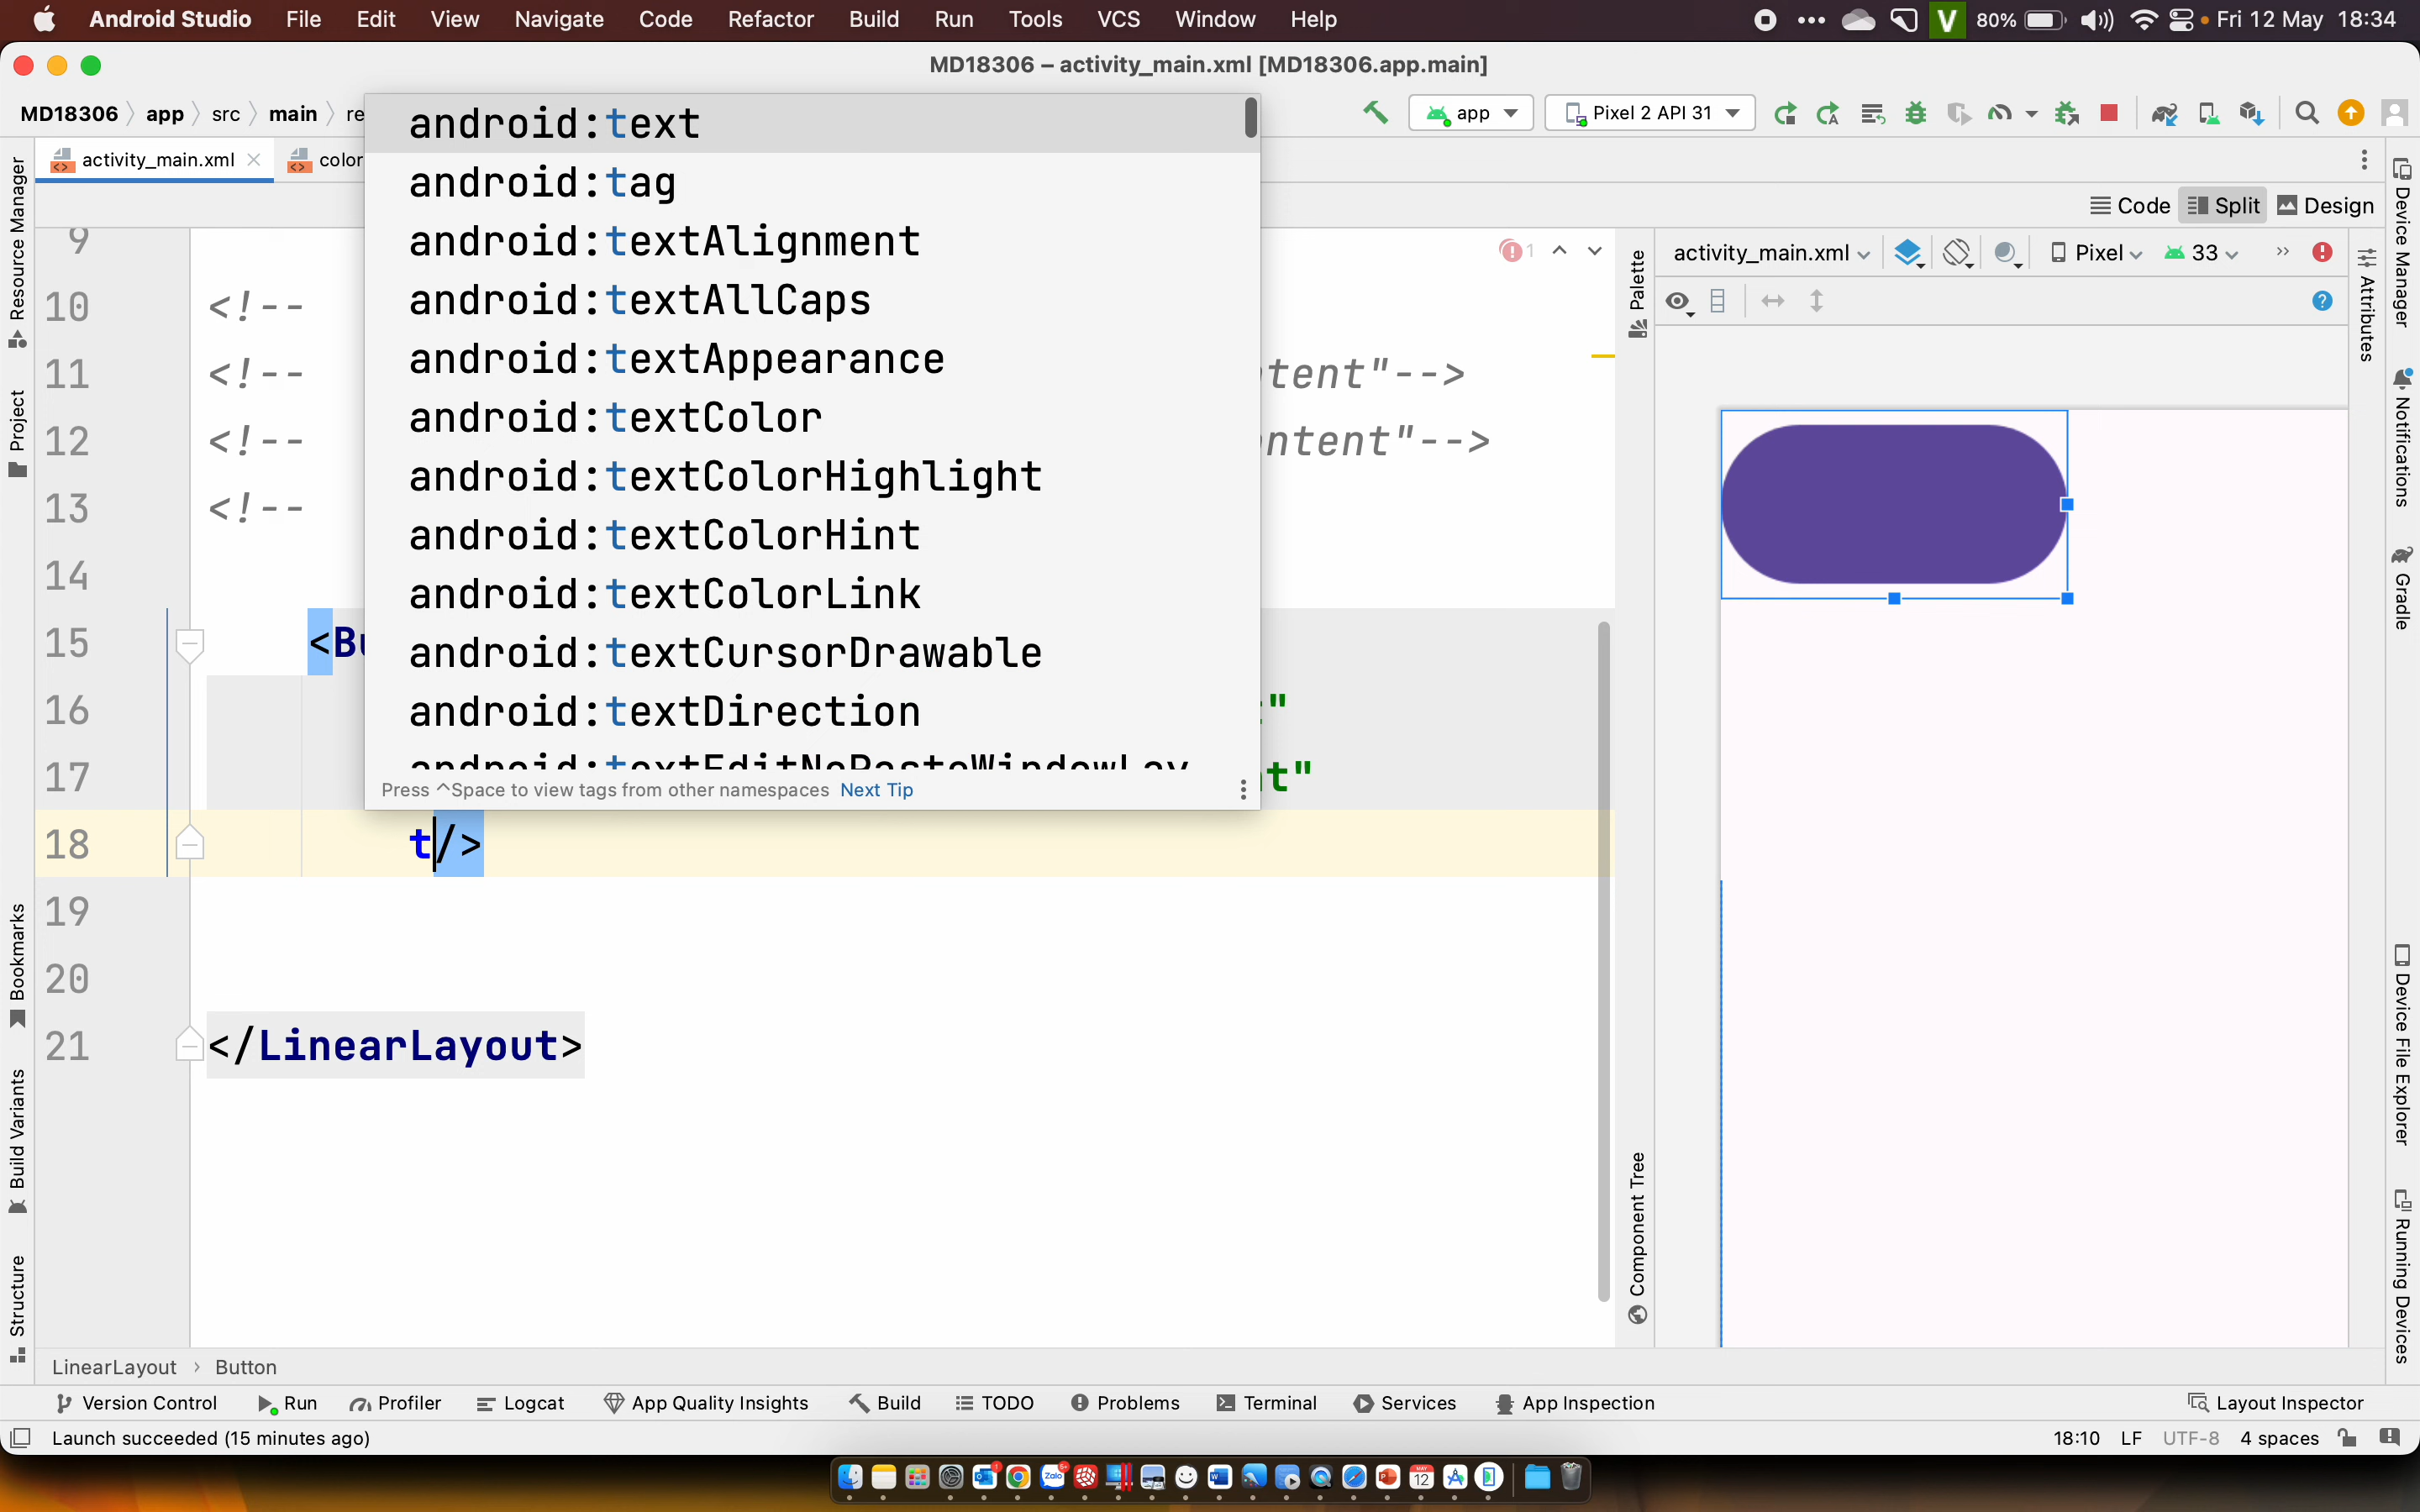 Android Studio File Edit View Navigate Code Refactor Build Run Tools VCS Window Help V 80% Fri 12 May 18:34
MD18306 – activity_main.xml [MD18306.app.main]
MD18306 app src main re app Pixel 2 API 31
activity_main.xml color
Code Split Design
android:text
android:tag
android:textAlignment
android:textAllCaps
android:textAppearance
android:textColor
android:textColorHighlight
android:textColorHint
android:textColorLink
android:textCursorDrawable
android:textDirection
android:textEditNoPasteWindowLay
Press ^Space to view tags from other namespaces Next Tip
1
9
10 <!--
11 <!-- tent"-->
12 <!-- ntent"-->
13 <!--
14
15 <Bu
16 t"
17 t"
18 t/>
19
20
21 </LinearLayout>
activity_main.xml Pixel 33
Resource Manager
Project
Bookmarks
Build Variants
Structure
Palette
Component Tree
Attributes
Device Manager
Notifications
Gradle
Device File Explorer
Running Devices
LinearLayout › Button
Version Control Run Profiler Logcat App Quality Insights Build TODO Problems Terminal Services App Inspection Layout Inspector
Launch succeeded (15 minutes ago) 18:10 LF UTF-8 4 spaces
Zalo
12